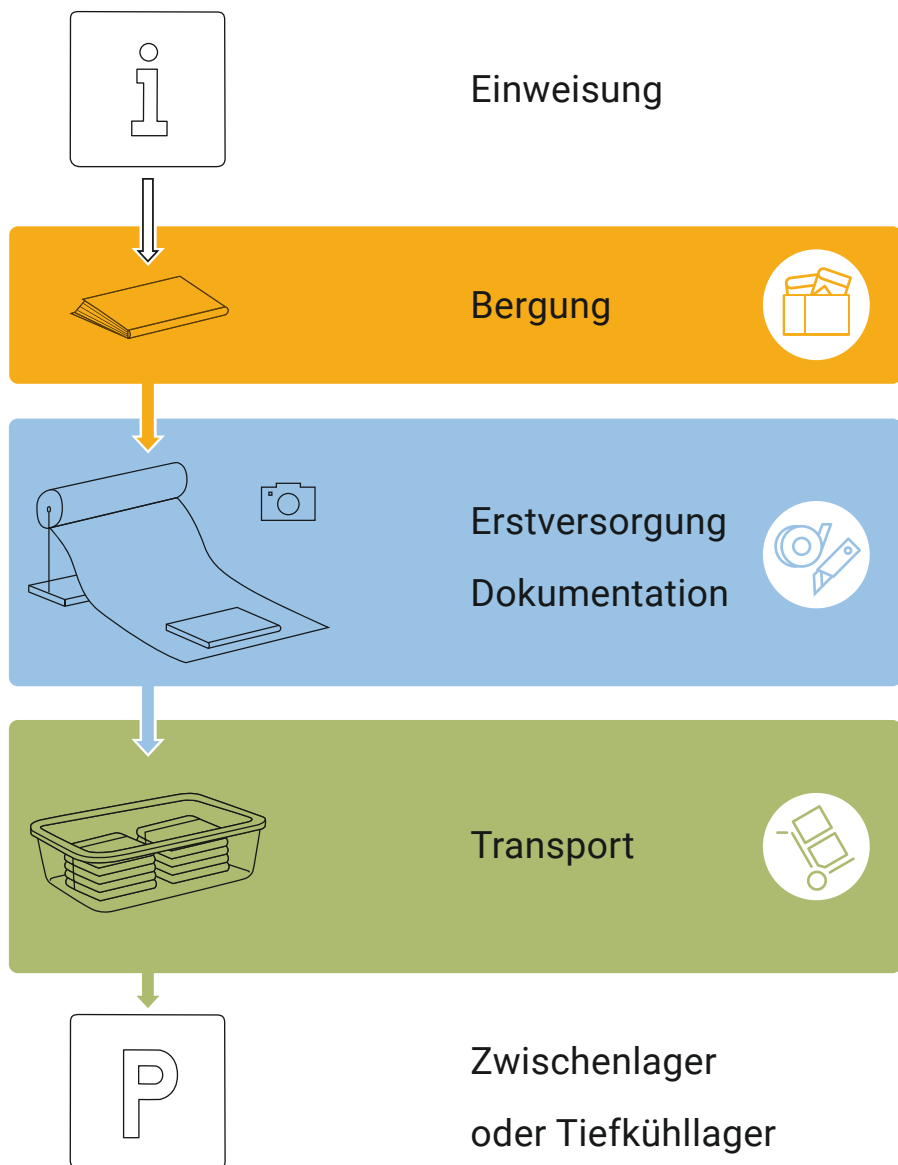 i
Einweisung
Bergung
Erstversorgung
Dokumentation
Transport
P
Zwischenlager
oder Tiefkühllager